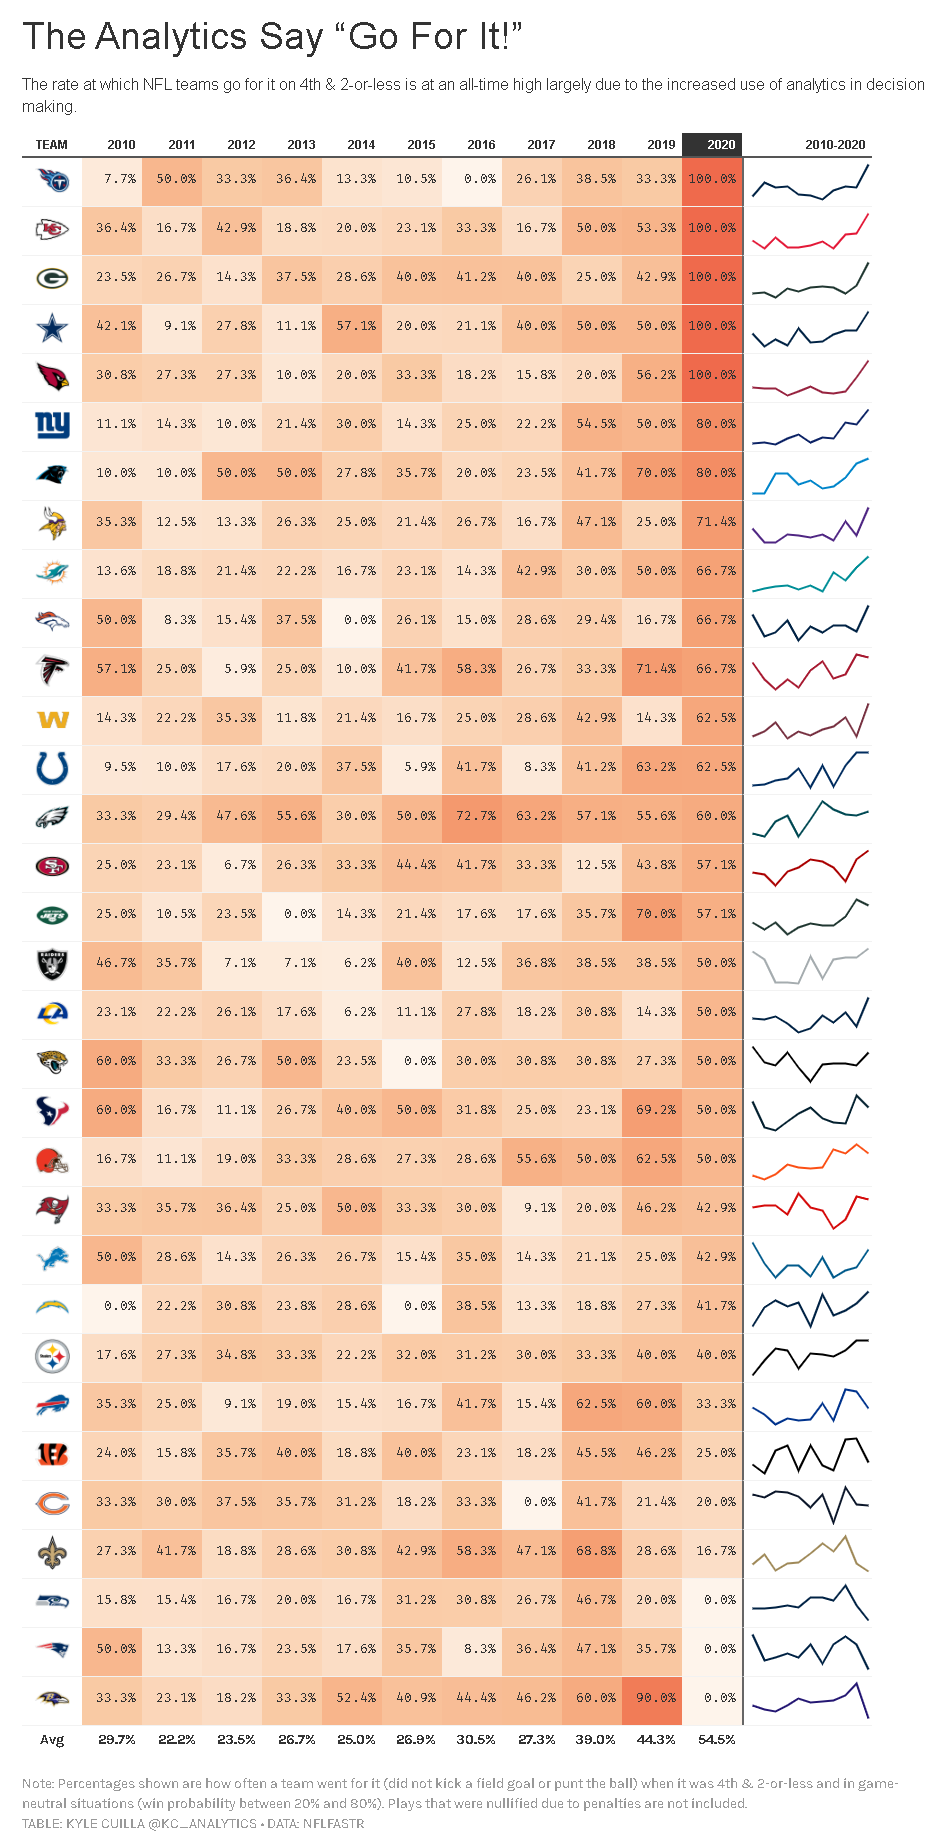 The Analytics Say “Go For It!”
The rate at which NFL teams go for it on 4th & 2-or-less is at an all-time high largely due to the increased use of analytics in decision
making.
TEAM 2010 2011 2012 2013 2014 2015 2016 2017 2018 2019 2020 2010-2020
7.7% 50.0% 33.3% 36.4% 13.3% 10.5% 0.0% 26.1% 38.5% 33.3% 100.0%
36.4% 16.7% 42.9% 18.8% 20.0% 23.1% 33.3% 16.7% 50.0% 53.3% 100.0%
23.5% 26.7% 14.3% 37.5% 28.6% 40.0% 41.2% 40.0% 25.0% 42.9% 100.0%
42.1% 9.1% 27.8% 11.1% 57.1% 20.0% 21.1% 40.0% 50.0% 50.0% 100.0%
30.8% 27.3% 27.3% 10.0% 20.0% 33.3% 18.2% 15.8% 20.0% 56.2% 100.0%
ny 11.1% 14.3% 10.0% 21.4% 30.0% 14.3% 25.0% 22.2% 54.5% 50.0% 80.0%
10.0% 10.0% 50.0% 50.0% 27.8% 35.7% 20.0% 23.5% 41.7% 70.0% 80.0%
35.3% 12.5% 13.3% 26.3% 25.0% 21.4% 26.7% 16.7% 47.1% 25.0% 71.4%
13.6% 18.8% 21.4% 22.2% 16.7% 23.1% 14.3% 42.9% 30.0% 50.0% 66.7%
50.0% 8.3% 15.4% 37.5% 0.0% 26.1% 15.0% 28.6% 29.4% 16.7% 66.7%
57.1% 25.0% 5.9% 25.0% 10.0% 41.7% 58.3% 26.7% 33.3% 71.4% 66.7%
W 14.3% 22.2% 35.3% 11.8% 21.4% 16.7% 25.0% 28.6% 42.9% 14.3% 62.5%
9.5% 10.0% 17.6% 20.0% 37.5% 5.9% 41.7% 8.3% 41.2% 63.2% 62.5%
33.3% 29.4% 47.6% 55.6% 30.0% 50.0% 72.7% 63.2% 57.1% 55.6% 60.0%
SF 25.0% 23.1% 6.7% 26.3% 33.3% 44.4% 41.7% 33.3% 12.5% 43.8% 57.1%
JETS 25.0% 10.5% 23.5% 0.0% 14.3% 21.4% 17.6% 17.6% 35.7% 70.0% 57.1%
RAIDERS 46.7% 35.7% 7.1% 7.1% 6.2% 40.0% 12.5% 36.8% 38.5% 38.5% 50.0%
LA 23.1% 22.2% 26.1% 17.6% 6.2% 11.1% 27.8% 18.2% 30.8% 14.3% 50.0%
60.0% 33.3% 26.7% 50.0% 23.5% 0.0% 30.0% 30.8% 30.8% 27.3% 50.0%
60.0% 16.7% 11.1% 26.7% 40.0% 50.0% 31.8% 25.0% 23.1% 69.2% 50.0%
16.7% 11.1% 19.0% 33.3% 28.6% 27.3% 28.6% 55.6% 50.0% 62.5% 50.0%
33.3% 35.7% 36.4% 25.0% 50.0% 33.3% 30.0% 9.1% 20.0% 46.2% 42.9%
50.0% 28.6% 14.3% 26.3% 26.7% 15.4% 35.0% 14.3% 21.1% 25.0% 42.9%
0.0% 22.2% 30.8% 23.8% 28.6% 0.0% 38.5% 13.3% 18.8% 27.3% 41.7%
17.6% 27.3% 34.8% 33.3% 22.2% 32.0% 31.2% 30.0% 33.3% 40.0% 40.0%
35.3% 25.0% 9.1% 19.0% 15.4% 16.7% 41.7% 15.4% 62.5% 60.0% 33.3%
24.0% 15.8% 35.7% 40.0% 18.8% 40.0% 23.1% 18.2% 45.5% 46.2% 25.0%
33.3% 30.0% 37.5% 35.7% 31.2% 18.2% 33.3% 0.0% 41.7% 21.4% 20.0%
27.3% 41.7% 18.8% 28.6% 30.8% 42.9% 58.3% 47.1% 68.8% 28.6% 16.7%
15.8% 15.4% 16.7% 20.0% 16.7% 31.2% 30.8% 26.7% 46.7% 20.0% 0.0%
50.0% 13.3% 16.7% 23.5% 17.6% 35.7% 8.3% 36.4% 47.1% 35.7% 0.0%
33.3% 23.1% 18.2% 33.3% 52.4% 40.9% 44.4% 46.2% 60.0% 90.0% 0.0%
Avg 29.7% 22.2% 23.5% 26.7% 25.0% 26.9% 30.5% 27.3% 39.0% 44.3% 54.5%
Note: Percentages shown are how often a team went for it (did not kick a field goal or punt the ball) when it was 4th & 2-or-less and in game-
neutral situations (win probability between 20% and 80%). Plays that were nullified due to penalties are not included.
TABLE: KYLE CUILLA @KC_ANALYTICS • DATA: NFLFASTR